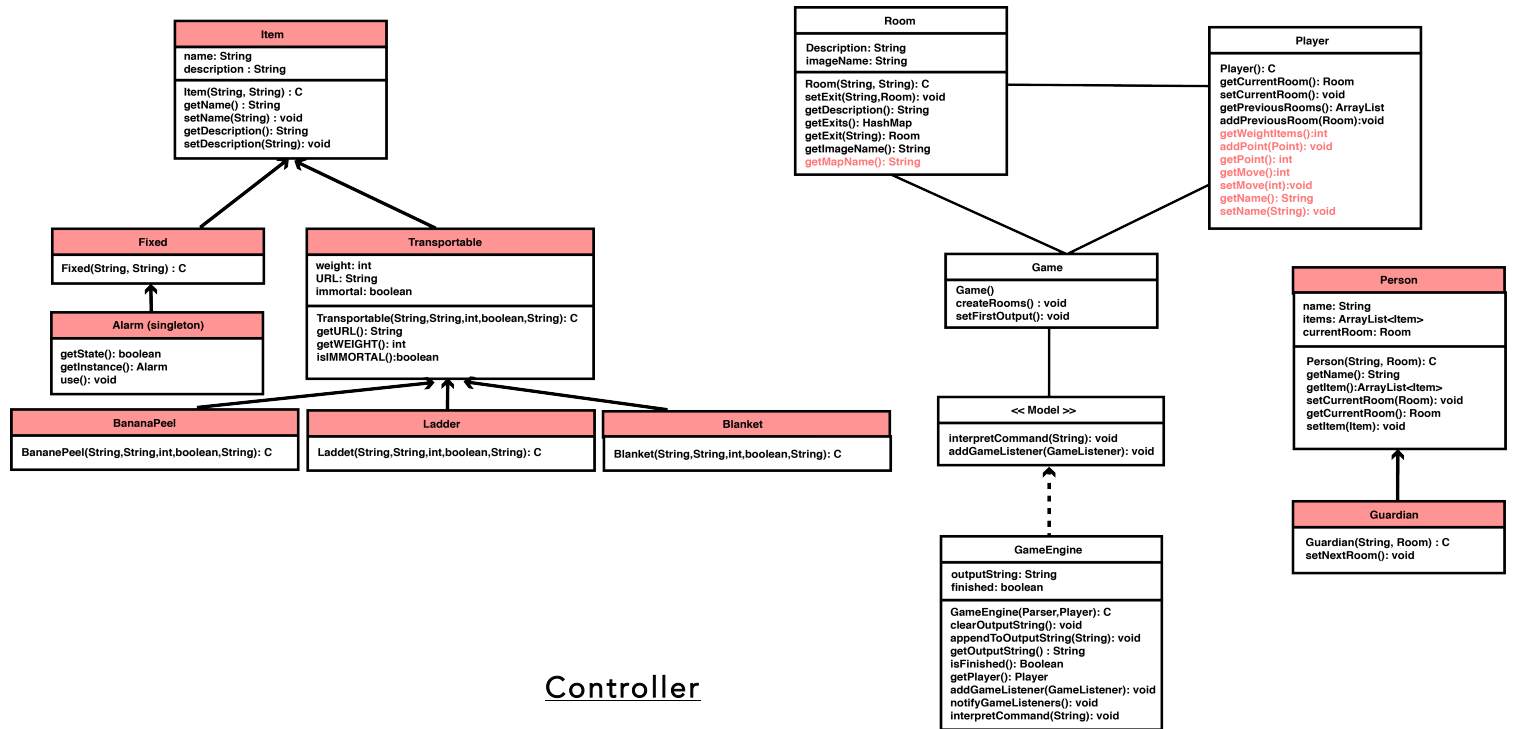 Item
name: String
description : String
Item(String, String) : C
getName() : String
setName(String) : void
getDescription(): String
setDescription(String): void
Fixed
Fixed(String, String) : C
Alarm (singleton)
getState(): boolean
getInstance(): Alarm
use(): void
Transportable
weight: int
URL: String
immortal: boolean
Transportable(String,String,int,boolean,String): C
getURL(): String
getWEIGHT(): int
isIMMORTAL():boolean
BananaPeel
BananePeel(String,String,int,boolean,String): C
Ladder
Laddet(String,String,int,boolean,String): C
Blanket
Blanket(String,String,int,boolean,String): C
Room
Description: String
imageName: String
Room(String, String): C
setExit(String,Room): void
getDescription(): String
getExits(): HashMap
getExit(String): Room
getImageName(): String
getMapName(): String
Player
Player(): C
getCurrentRoom(): Room
setCurrentRoom(): void
getPreviousRooms(): ArrayList
addPreviousRoom(Room):void
getWeightItems():int
addPoint(Point): void
getPoint(): int
getMove():int
setMove(int):void
getName(): String
setName(String): void
Game
Game()
createRooms() : void
setFirstOutput(): void
<< Model >>
interpretCommand(String): void
addGameListener(GameListener): void
GameEngine
outputString: String
finished: boolean
GameEngine(Parser,Player): C
clearOutputString(): void
appendToOutputString(String): void
getOutputString() : String
isFinished(): Boolean
getPlayer(): Player
addGameListener(GameListener): void
notifyGameListeners(): void
interpretCommand(String): void
Person
name: String
items: ArrayList<Item>
currentRoom: Room
Person(String, Room): C
getName(): String
getItem():ArrayList<Item>
setCurrentRoom(Room): void
getCurrentRoom(): Room
setItem(Item): void
Guardian
Guardian(String, Room) : C
setNextRoom(): void
Controller